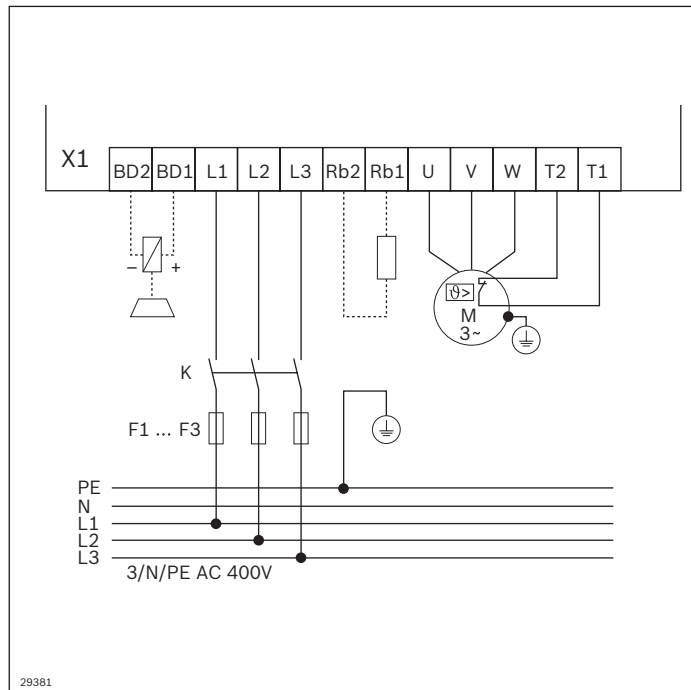 X1
BD2 BD1 L1 L2 L3 Rb2 Rb1 U V W T2 T1
– +
ϑ>
M
3~
K
F1 ... F3
PE
N
L1
L2
L3
3/N/PE AC 400V
29381